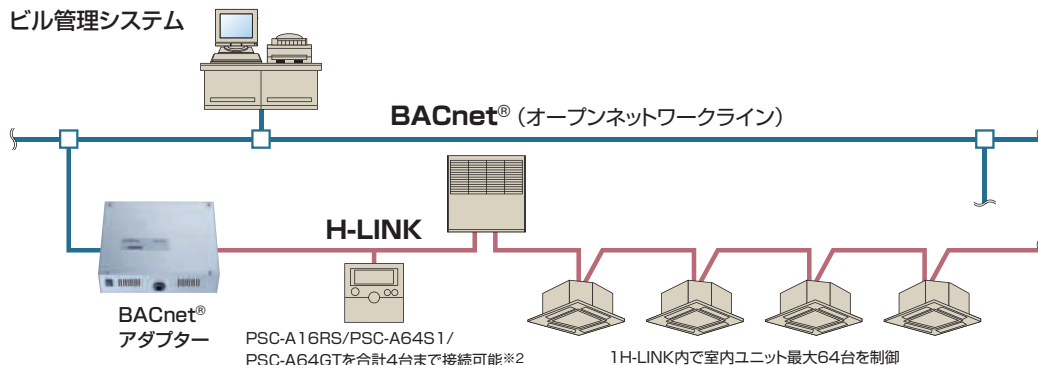 ビル管理システム
BACnet®（オープンネットワークライン）
H-LINK
BACnet®
アダプター
PSC-A16RS/PSC-A64S1/
PSC-A64GTを合計4台まで接続可能※2
1H-LINK内で室内ユニット最大64台を制御